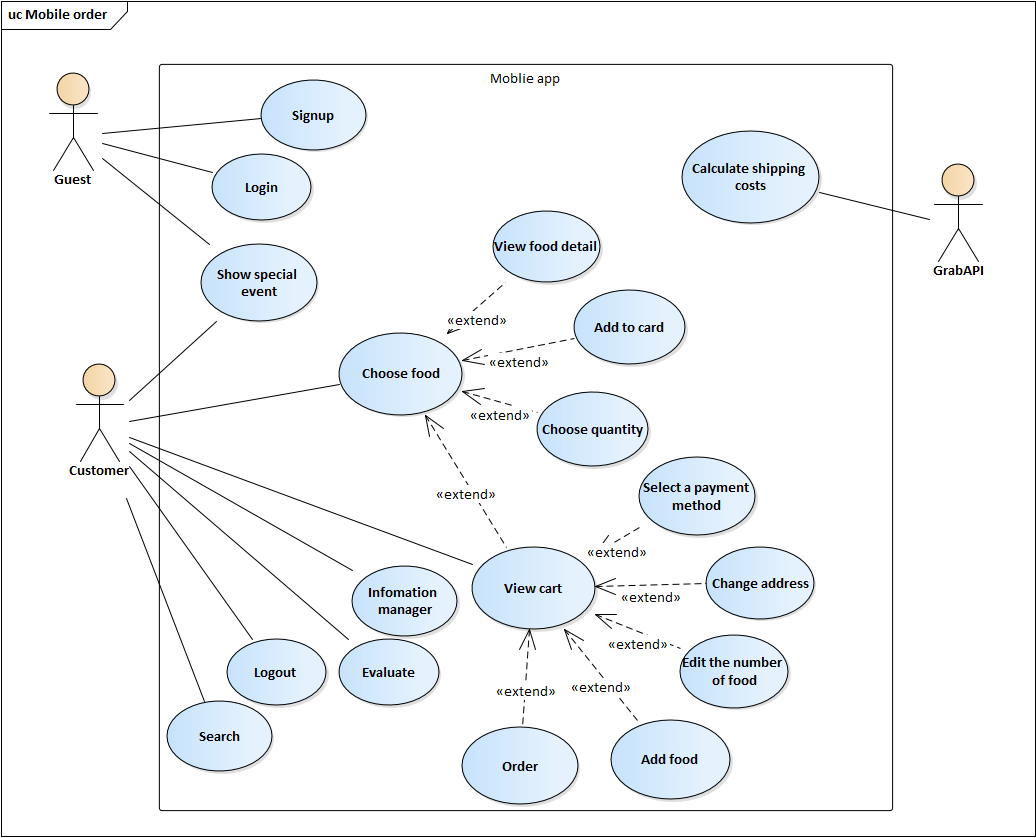 uc Mobile order
Moblie app
Signup
Guest
Login
Calculate shipping
costs
GrabAPI
View food detail
Show special
event
«extend»
Add to card
«extend»
Choose food
«extend»
Choose quantity
Customer
«extend»
Select a payment
method
«extend»
View cart
Change address
«extend»
Infomation
manager
«extend»
Edit the number
of food
Logout
Evaluate
«extend»
«extend»
Search
Order
Add food